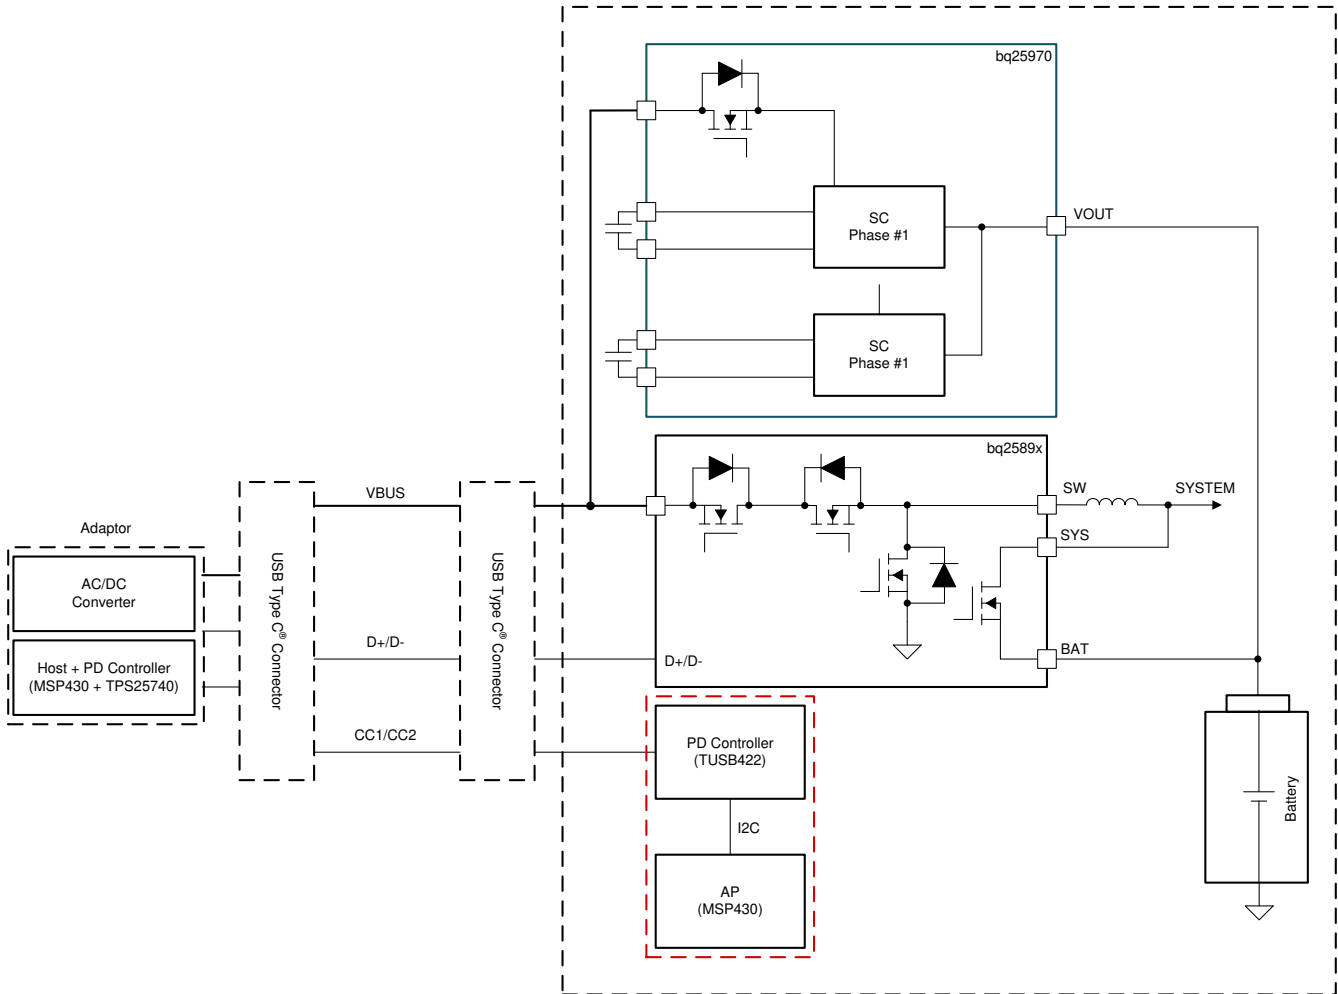 bq25970
SC
Phase #1
VOUT
SC
Phase #1
bq2589x
VBUS
SW
SYSTEM
SYS
Adaptor
AC/DC
Converter
USB Type C® Connector
USB Type C® Connector
D+/D-
D+/D-
BAT
Host + PD Controller
(MSP430 + TPS25740)
CC1/CC2
PD Controller
(TUSB422)
I2C
AP
(MSP430)
Battery